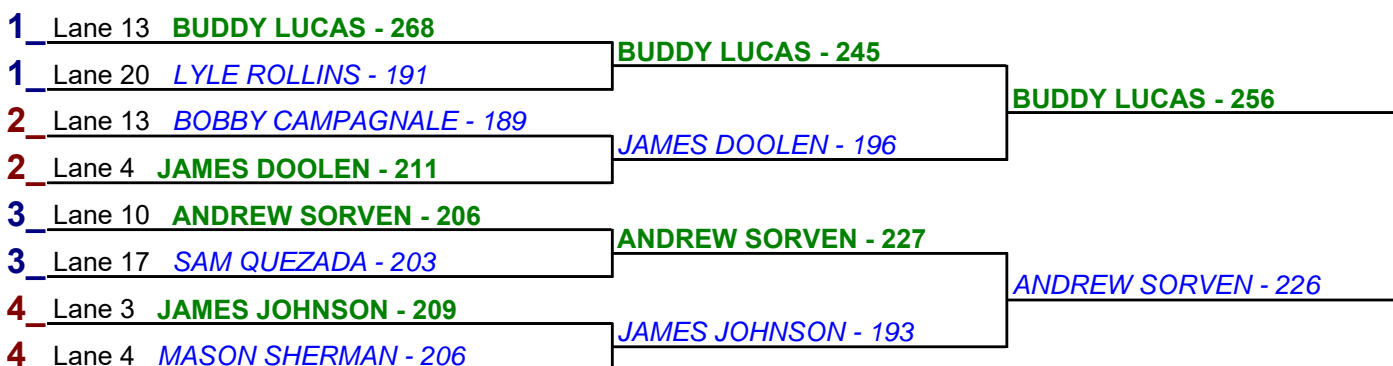 1_ Lane 13 BUDDY LUCAS - 268
BUDDY LUCAS - 245
1_ Lane 20 LYLE ROLLINS - 191
BUDDY LUCAS - 256
2_ Lane 13 BOBBY CAMPAGNALE - 189
JAMES DOOLEN - 196
2_ Lane 4 JAMES DOOLEN - 211
3_ Lane 10 ANDREW SORVEN - 206
ANDREW SORVEN - 227
3_ Lane 17 SAM QUEZADA - 203
ANDREW SORVEN - 226
4_ Lane 3 JAMES JOHNSON - 209
JAMES JOHNSON - 193
4 Lane 4 MASON SHERMAN - 206